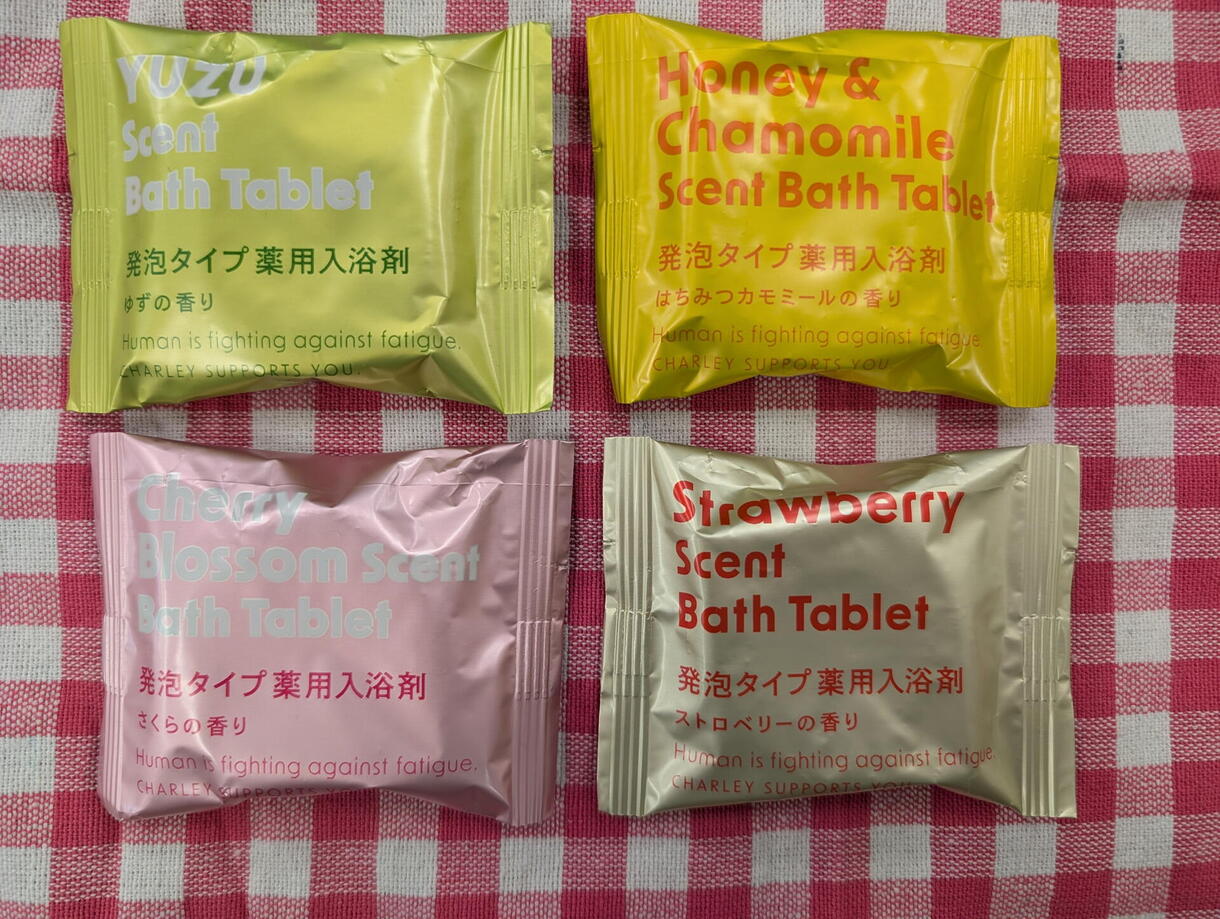 YUZU
Scent
Bath Tablet
発泡タイプ薬用入浴剤
ゆずの香り
Human is fighting against fatigue.
CHARLEY SUPPORTS YOU.
Honey &
Chamomile
Scent Bath Tablet
発泡タイプ薬用入浴剤
はちみつカモミールの香り
Human is fighting against fatigue.
CHARLEY SUPPORTS YOU.
Cherry
Blossom Scent
Bath Tablet
発泡タイプ薬用入浴剤
さくらの香り
Human is fighting against fatigue.
CHARLEY SUPPORTS YOU.
Strawberry
Scent
Bath Tablet
発泡タイプ薬用入浴剤
ストロベリーの香り
Human is fighting against fatigue.
CHARLEY SUPPORTS YOU.